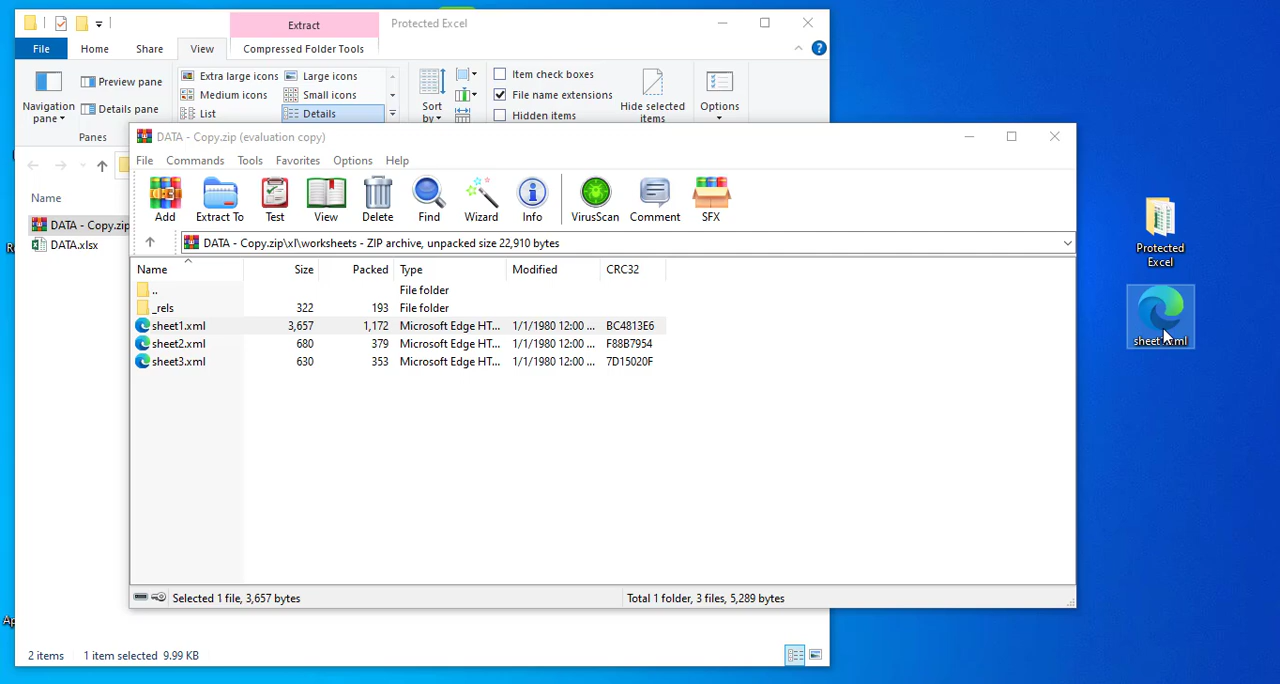 Extract
Protected Excel
File
Home
Share
View
Compressed Folder Tools
Navigation
pane
Preview pane
Details pane
Panes
Extra large icons
Large icons
Medium icons
Small icons
List
Details
Sort
by
Item check boxes
File name extensions
Hidden items
Hide selected
items
Options
Name
DATA - Copy.zip
DATA.xlsx
2 items
1 item selected 9.99 KB
DATA - Copy.zip (evaluation copy)
File
Commands
Tools
Favorites
Options
Help
Add
Extract To
Test
View
Delete
Find
Wizard
Info
VirusScan
Comment
SFX
DATA - Copy.zip\xl\worksheets - ZIP archive, unpacked size 22,910 bytes
Name Size Packed Type Modified CRC32
.. File folder
_rels 322 193 File folder
sheet1.xml 3,657 1,172 Microsoft Edge HT... 1/1/1980 12:00 ... BC4813E6
sheet2.xml 680 379 Microsoft Edge HT... 1/1/1980 12:00 ... F88B7954
sheet3.xml 630 353 Microsoft Edge HT... 1/1/1980 12:00 ... 7D15020F
Selected 1 file, 3,657 bytes
Total 1 folder, 3 files, 5,289 bytes
Protected
Excel